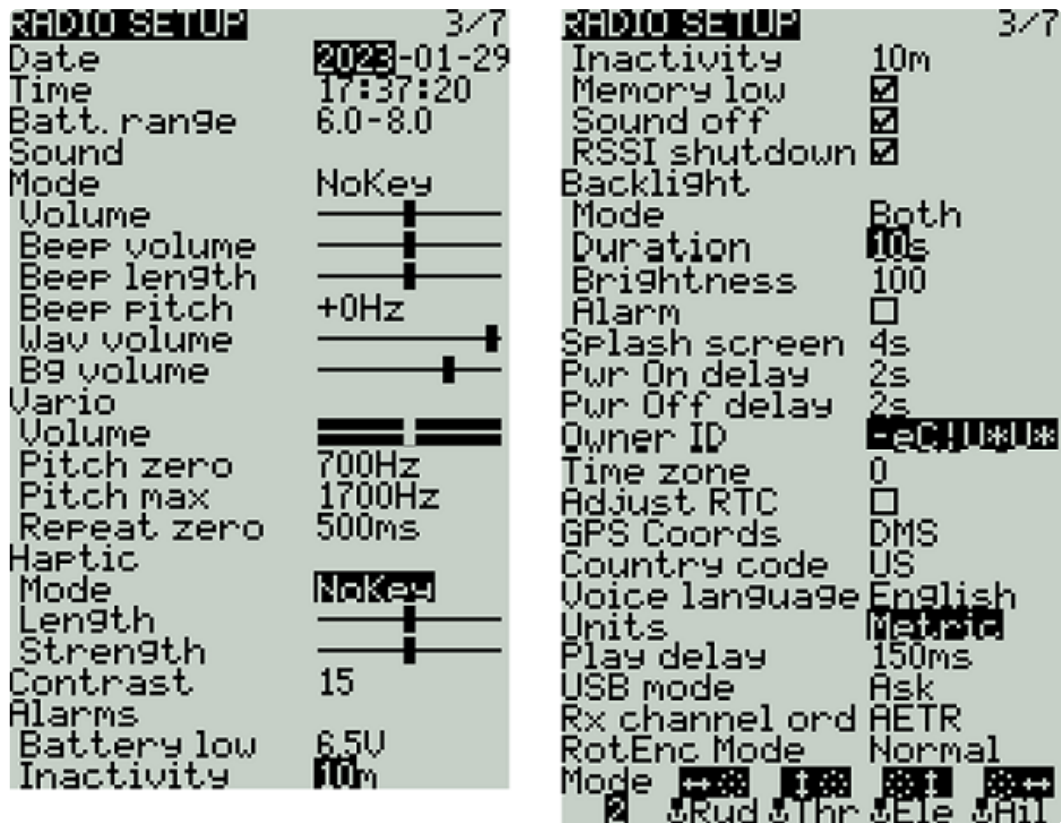 RADIO SETUP 3/7
Date 2023-01-29
Time 17:37:20
Batt. range 6.0-8.0
Sound
Mode NoKey
Volume
Beep volume
Beep length
Beep pitch +0Hz
Wav volume
Bg volume
Vario
Volume
Pitch zero 700Hz
Pitch max 1700Hz
Repeat zero 500ms
Haptic
Mode NoKey
Length
Strength
Contrast 15
Alarms
Battery low 6.5V
Inactivity 10m
RADIO SETUP 3/7
Inactivity 10m
Memory low
Sound off
RSSI shutdown
Backlight
Mode Both
Duration 10s
Brightness 100
Alarm
Splash screen 4s
Pwr On delay 2s
Pwr Off delay 2s
Owner ID -eC!U*U*
Time zone 0
Adjust RTC
GPS Coords DMS
Country code US
Voice language English
Units Metric
Play delay 150ms
USB mode Ask
Rx channel ord AETR
RotEnc Mode Normal
Mode
2 Rud Thr Ele Ail